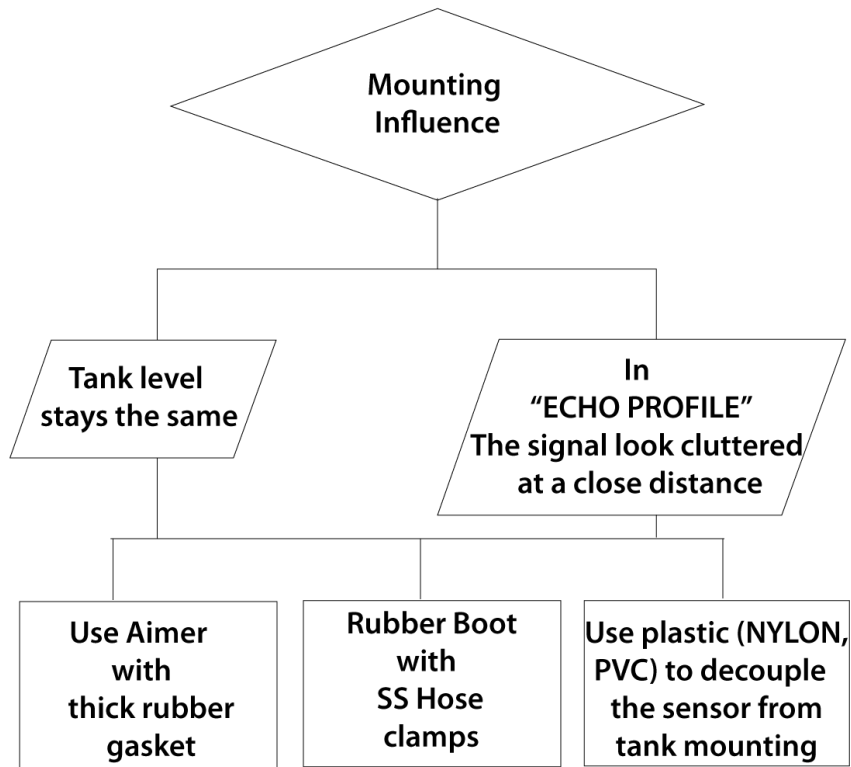 Mounting
Influence
Tank level
stays the same
In
“ECHO PROFILE”
The signal look cluttered
at a close distance
Use Aimer
with
thick rubber
gasket
Rubber Boot
with
SS Hose
clamps
Use plastic (NYLON,
PVC) to decouple
the sensor from
tank mounting